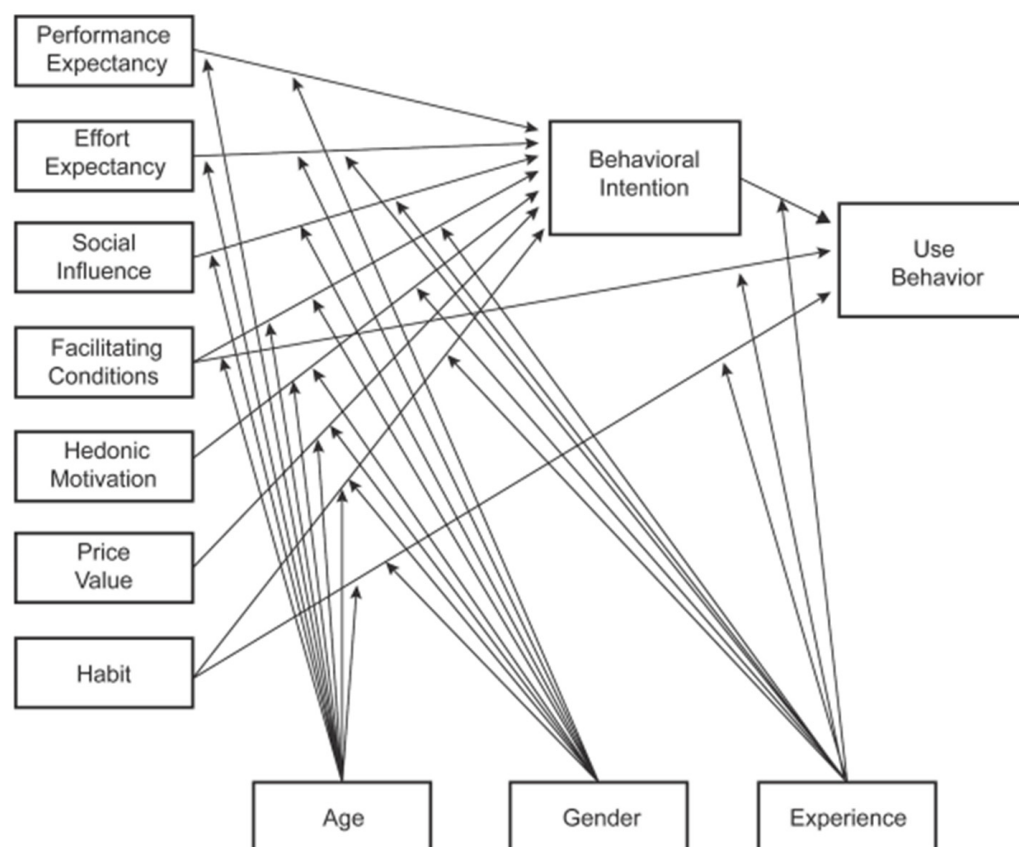 Performance
Expectancy
Effort
Expectancy
Social
Influence
Facilitating
Conditions
Hedonic
Motivation
Price
Value
Habit
Behavioral
Intention
Use
Behavior
Age
Gender
Experience